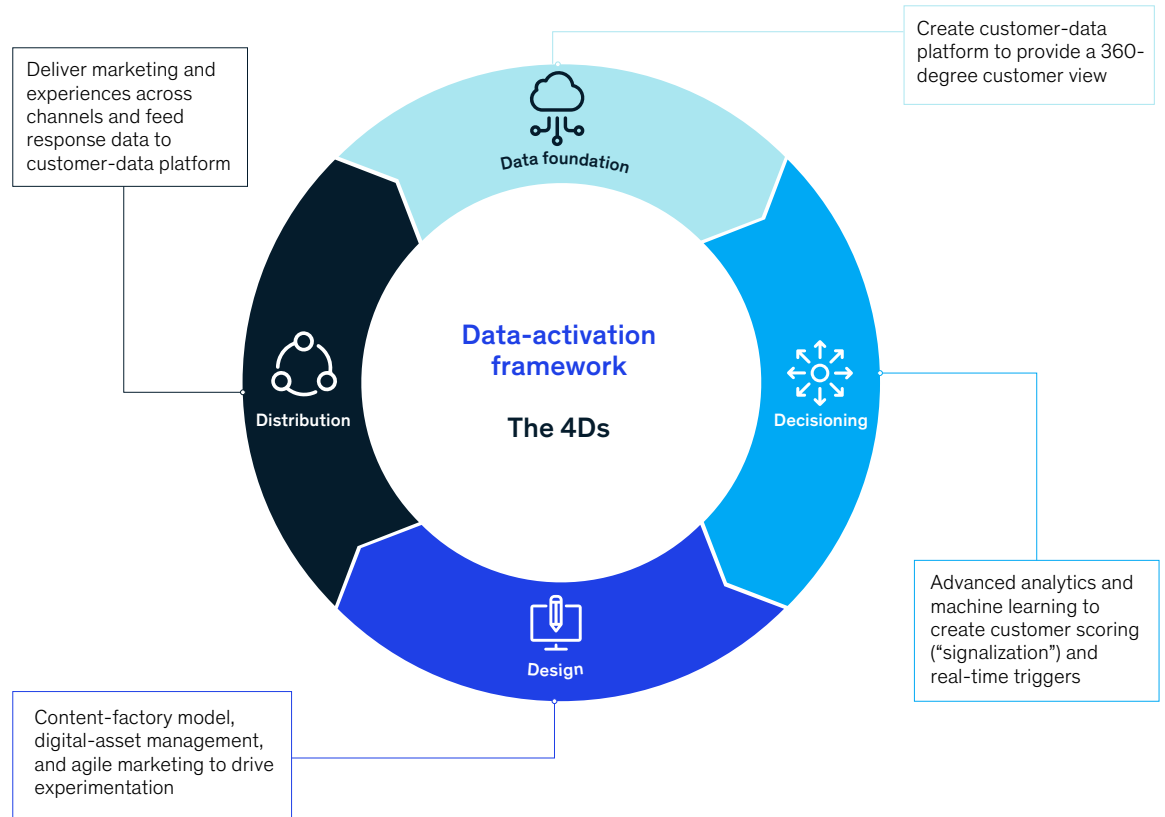 Create customer-data
platform to provide a 360-
degree customer view
Deliver marketing and
experiences across
channels and feed
response data to
customer-data platform
Data foundation
Data-activation
framework
The 4Ds
Distribution
Decisioning
Design
Advanced analytics and
machine learning to
create customer scoring
(“signalization”) and
real-time triggers
Content-factory model,
digital-asset management,
and agile marketing to drive
experimentation